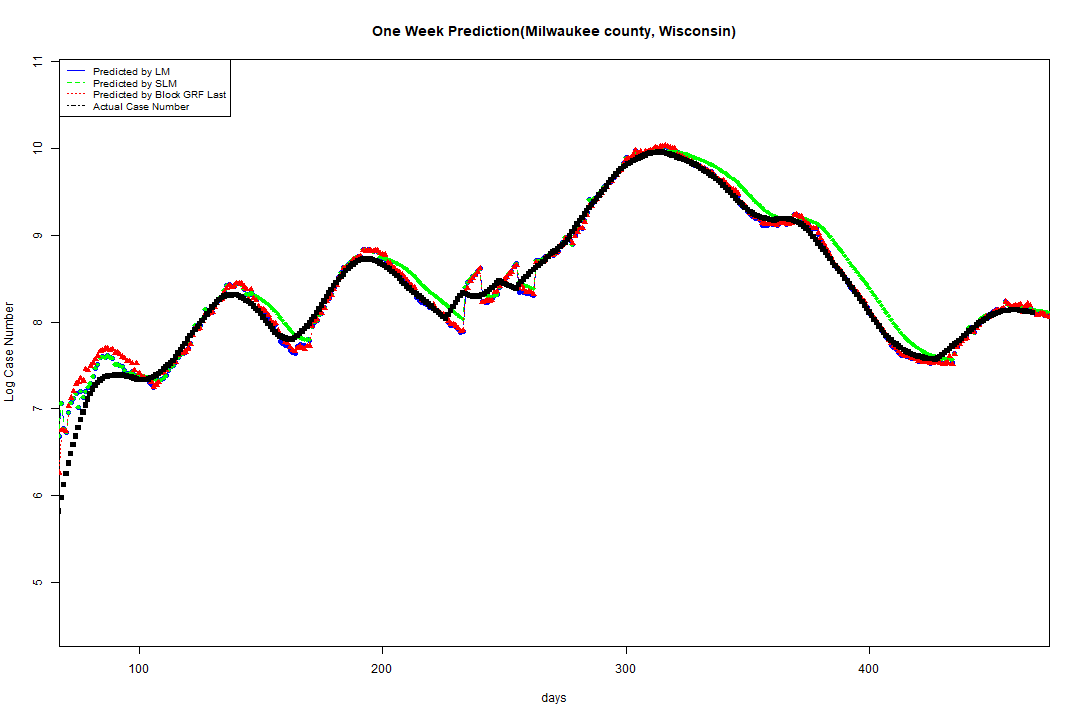 One Week Prediction(Milwaukee county, Wisconsin)
Predicted by LM
Predicted by SLM
Predicted by Block GRF Last
Actual Case Number
11
10
9
8
7
6
5
Log Case Number
100
200
300
400
days